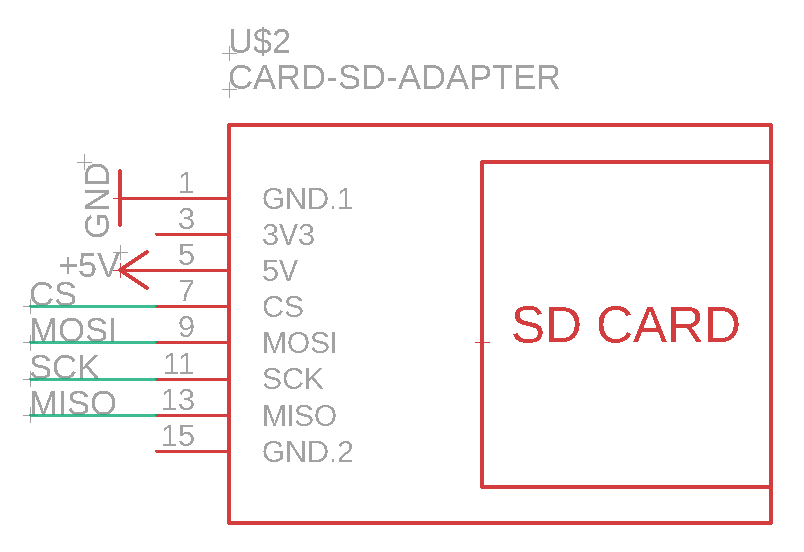 U$2
CARD-SD-ADAPTER
GND 1 GND.1
3 3V3
+5V 5 5V
CS 7 CS
MOSI 9 MOSI
SCK 11 SCK
MISO 13 MISO
15 GND.2
SD CARD